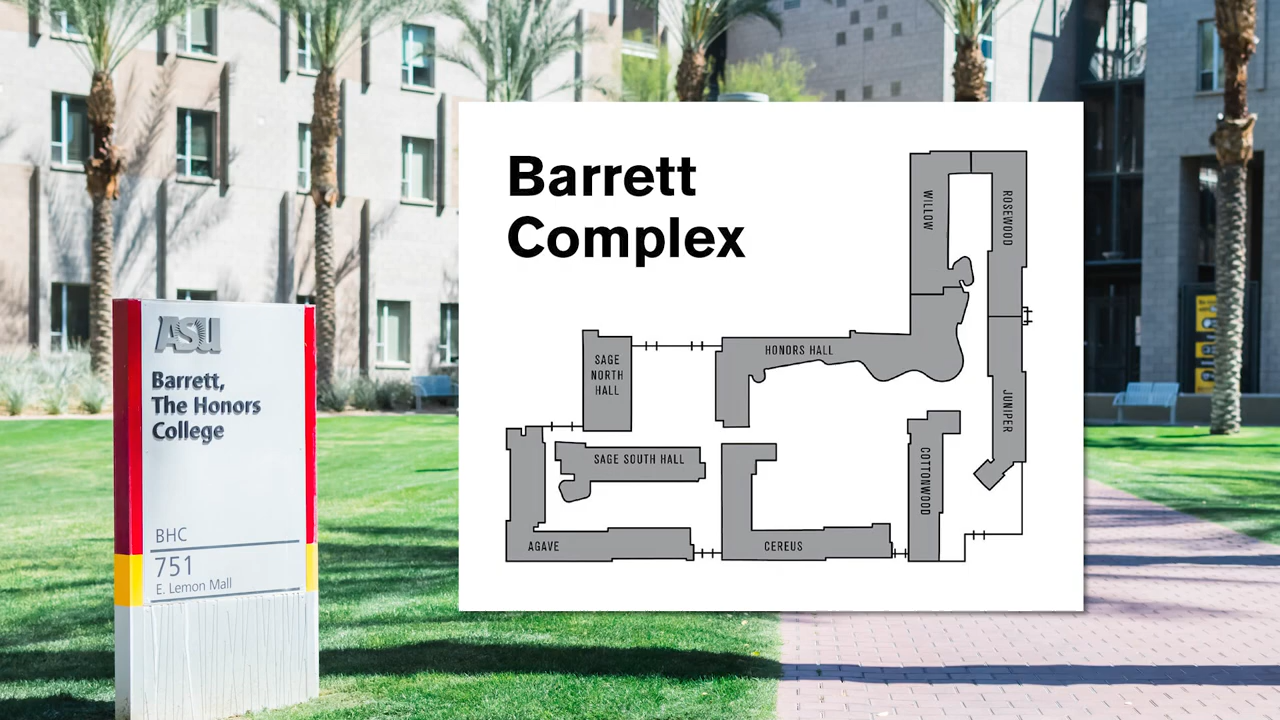 ASU
Barrett,
The Honors
College
BHC
751
E. Lemon Mall
Barrett
Complex
WILLOW
ROSEWOOD
SAGE
NORTH
HALL
HONORS HALL
JUNIPER
SAGE SOUTH HALL
COTTONWOOD
AGAVE
CEREUS